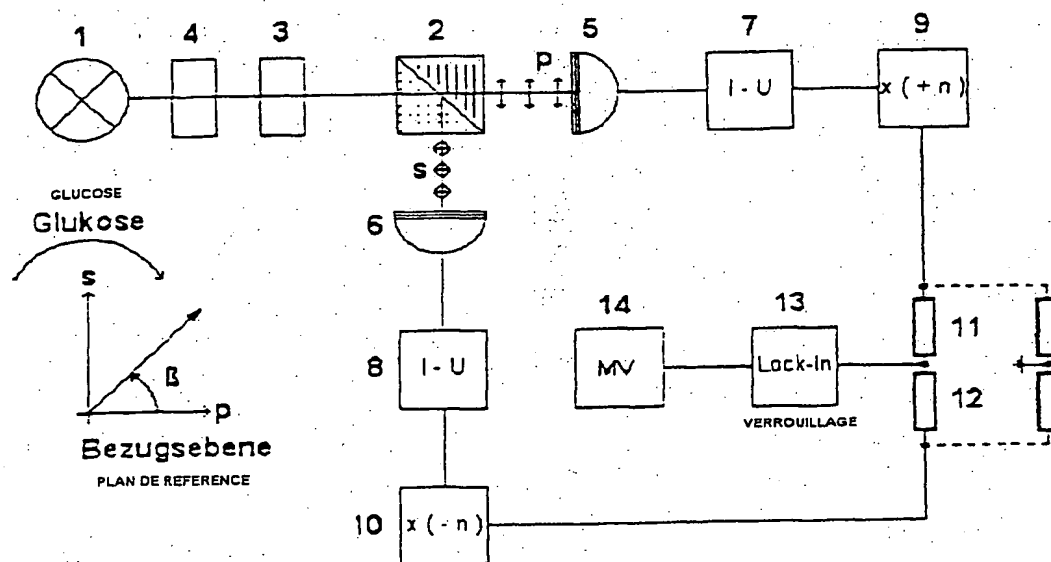 1
4
3
2
5
7
9
p
I-U
x (+n)
s
GLUCOSE
Glukose
6
s
14
13
11
8
I-U
MV
Lock-In
12
ß
p
VERROUILLAGE
Bezugsebene
PLAN DE REFERENCE
10
x (-n)